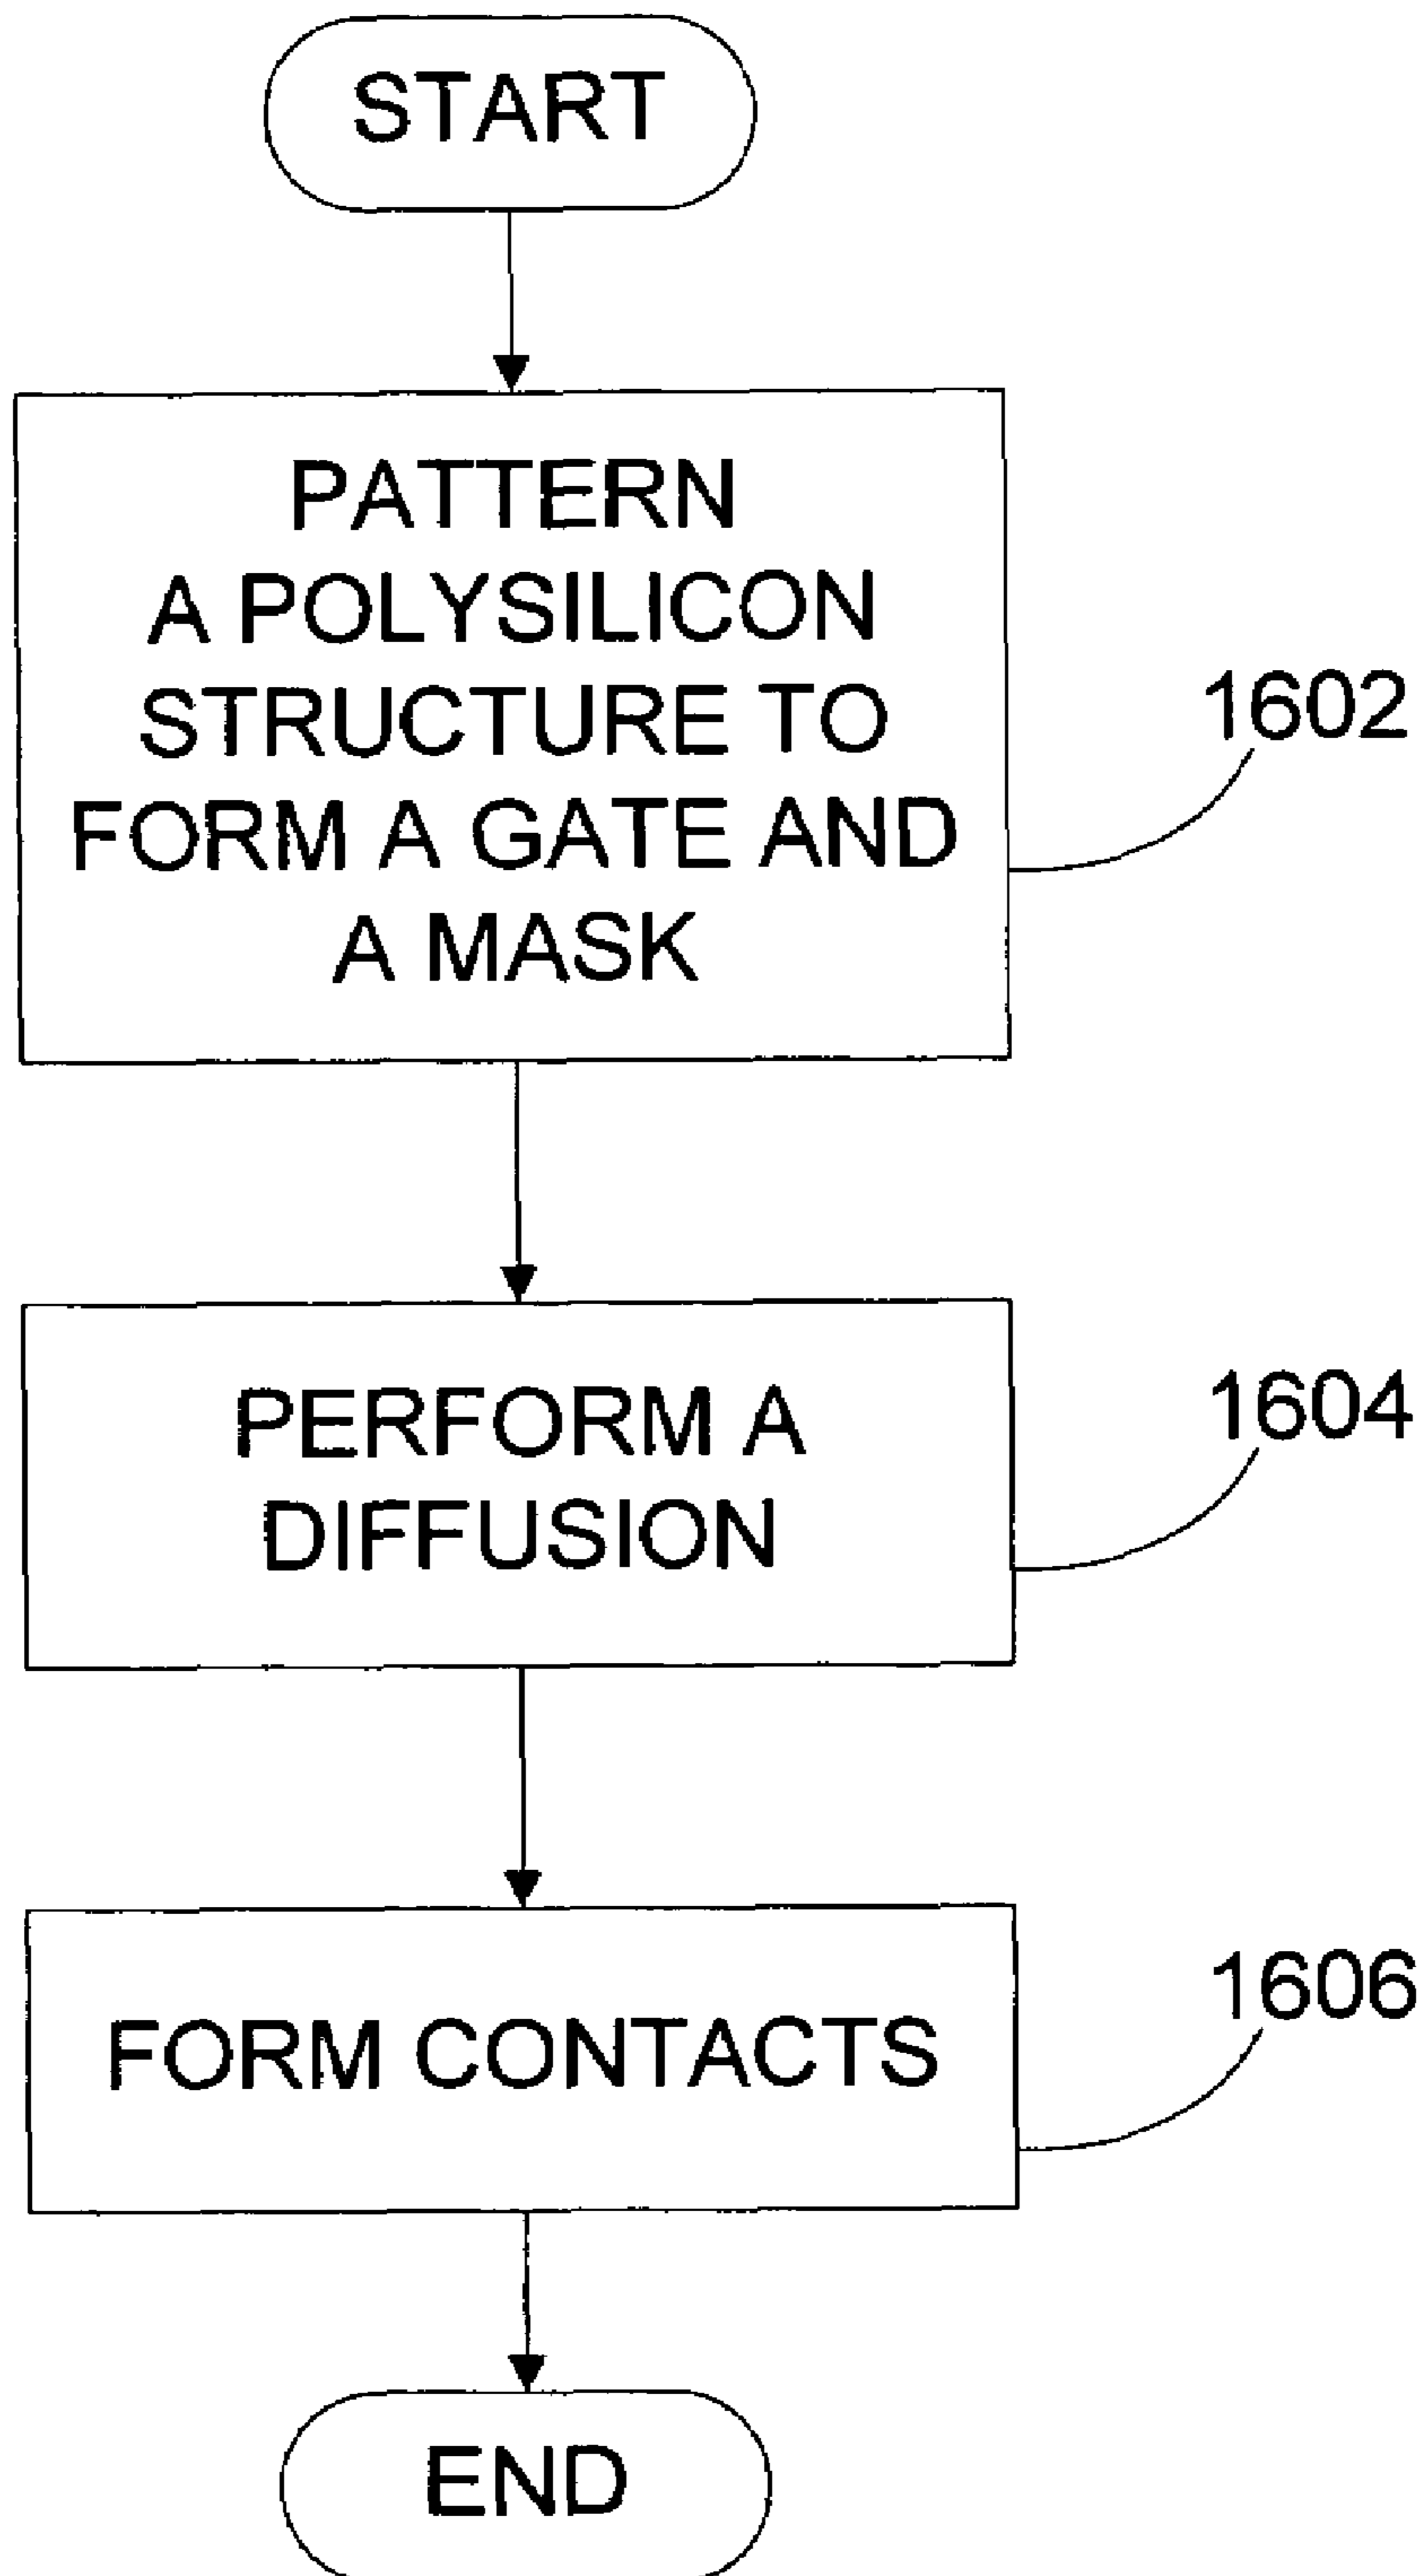 START
PATTERN
A POLYSILICON
STRUCTURE TO
FORM A GATE AND
A MASK
1602
PERFORM A
DIFFUSION
1604
FORM CONTACTS
1606
END